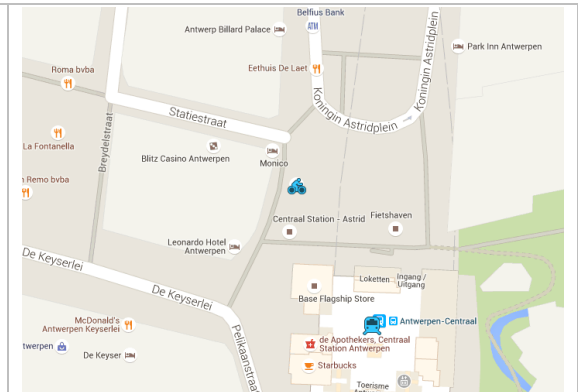 Belfius Bank
ATM
Antwerp Billard Palace
Park Inn Antwerpen
Koningin Astridplein
Eethuis De Laet
Roma bvba
Koningin Astridplein
Statiestraat
La Fontanella
Breydelstraat
Blitz Casino Antwerpen
Monico
Remo bvba
Centraal Station - Astrid
Fietshaven
Leonardo Hotel
Antwerpen
De Keyserlei
Loketten
Ingang /
Uitgang
De Keyserlei
Base Flagship Store
McDonald's
Antwerpen Keyserlei
Antwerpen-Centraal
twerpen
De Keyser
Pelikaanstraa
de Apothekers, Centraal
Station Antwerpen
Starbucks
Toerisme